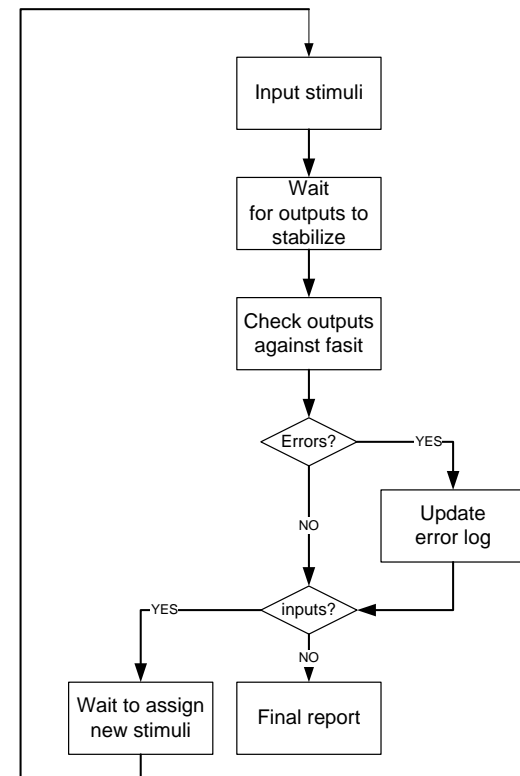 Input stimuli
Wait
for outputs to
stabilize
Check outputs
against fasit
Errors?
YES
NO
Update
error log
inputs?
YES
NO
Wait to assign
new stimuli
Final report